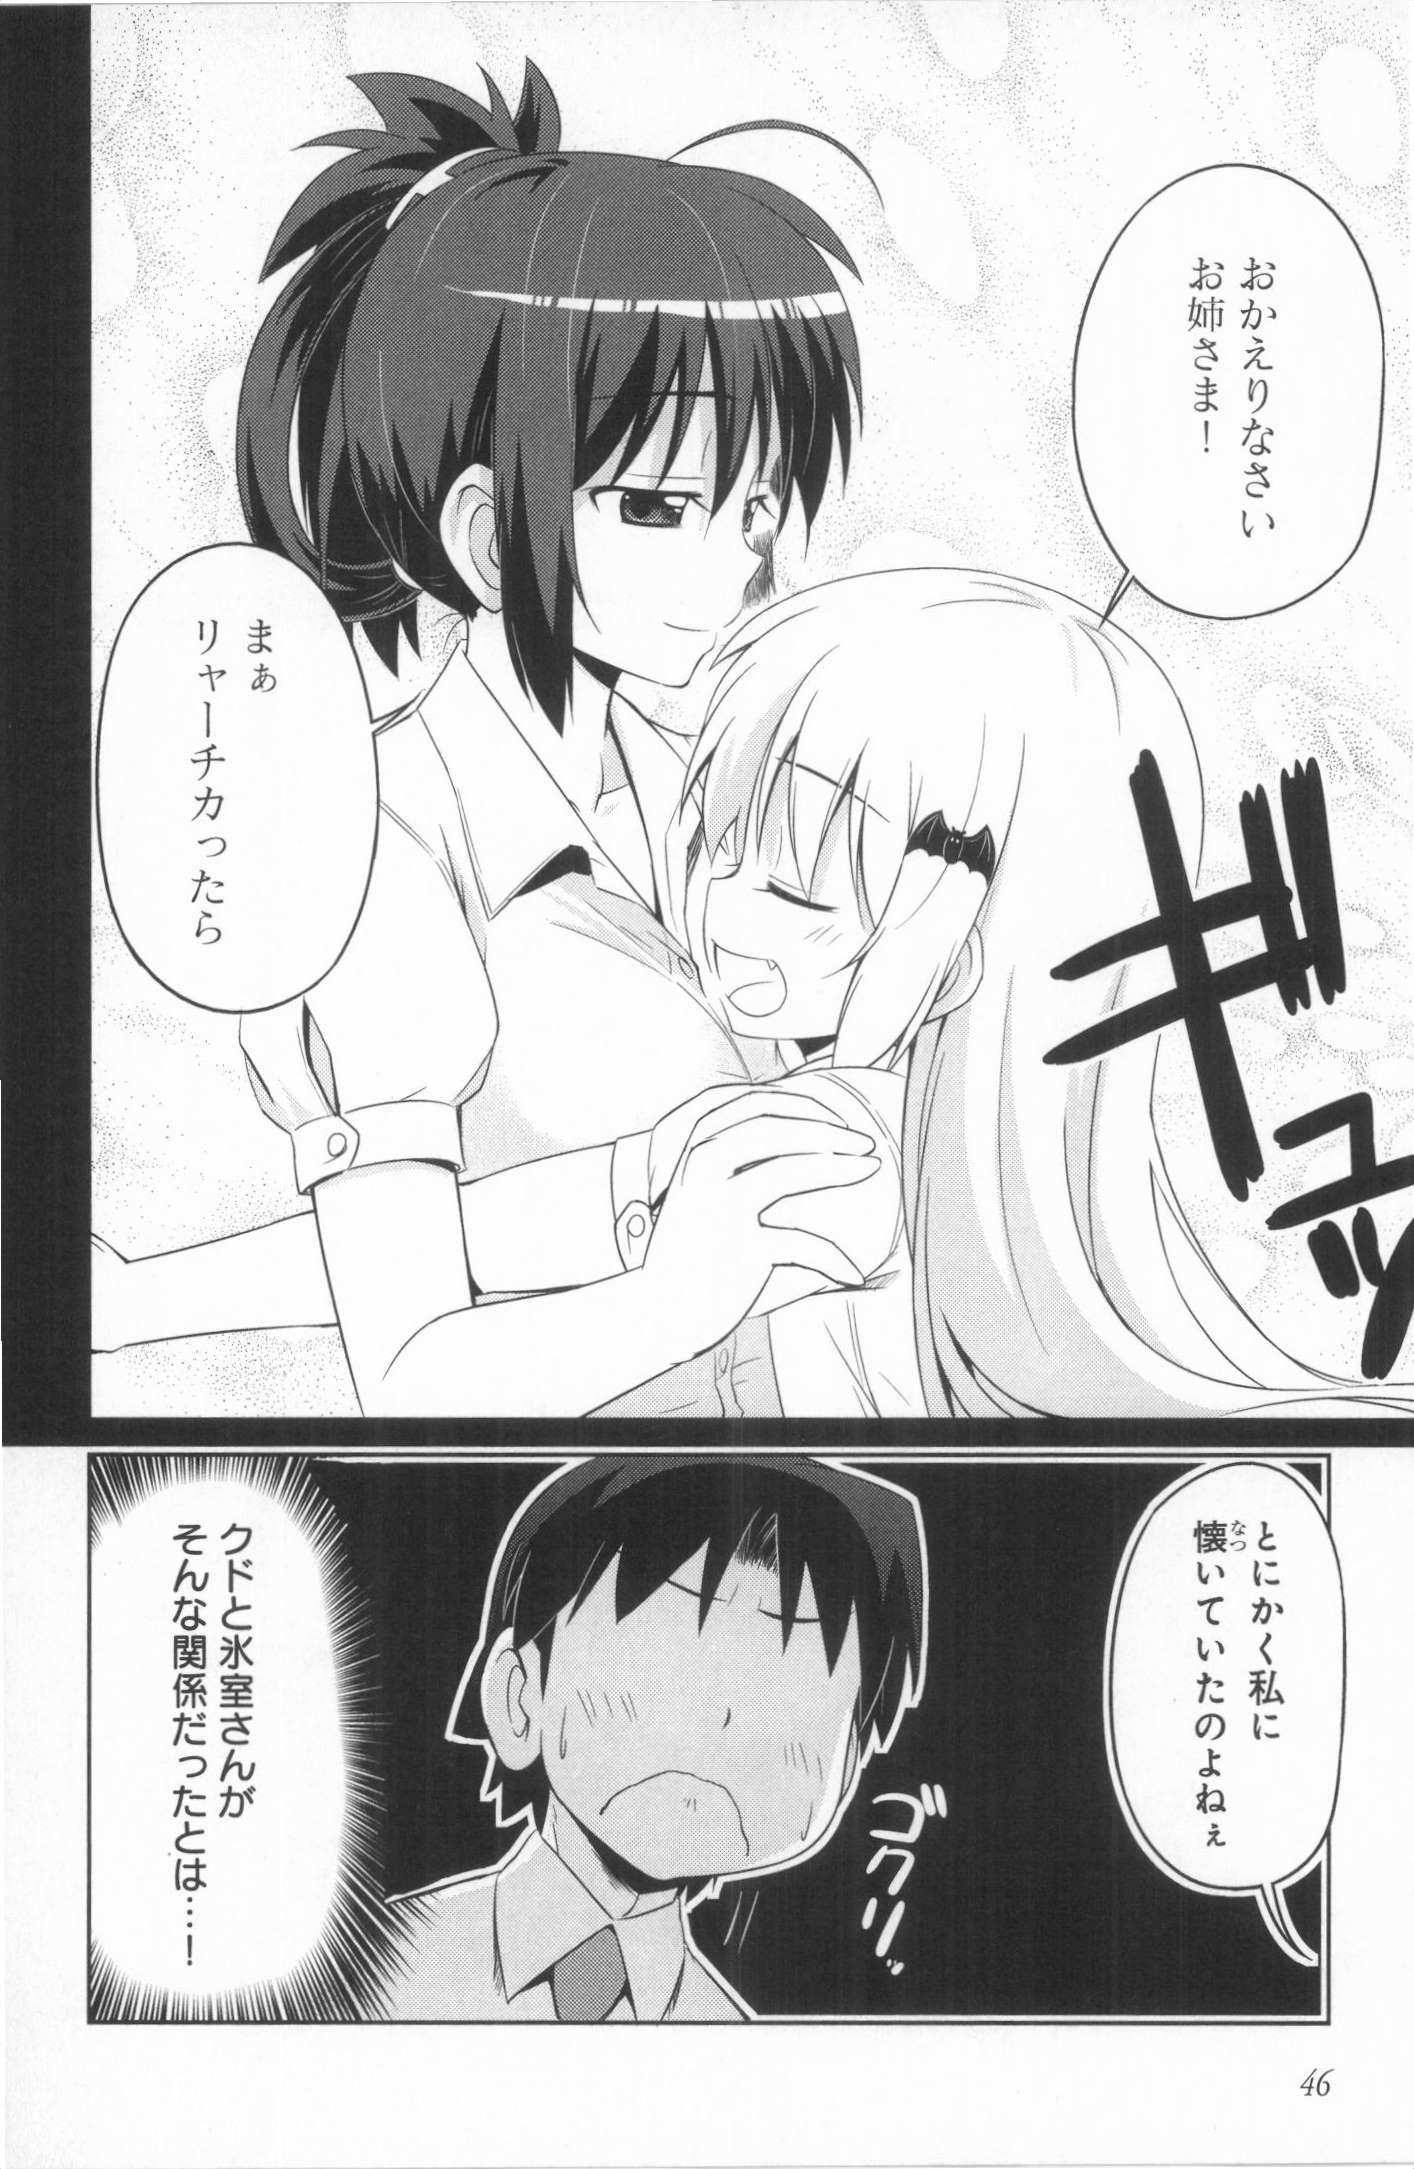 おかえりなさい
お姉さま！
ギュッ
まぁ
リャーチカったら
とにかく私に
懐いていたのよねぇ
なつ
ゴクリッ
クドと氷室さんが
そんな関係だったとは…！
46